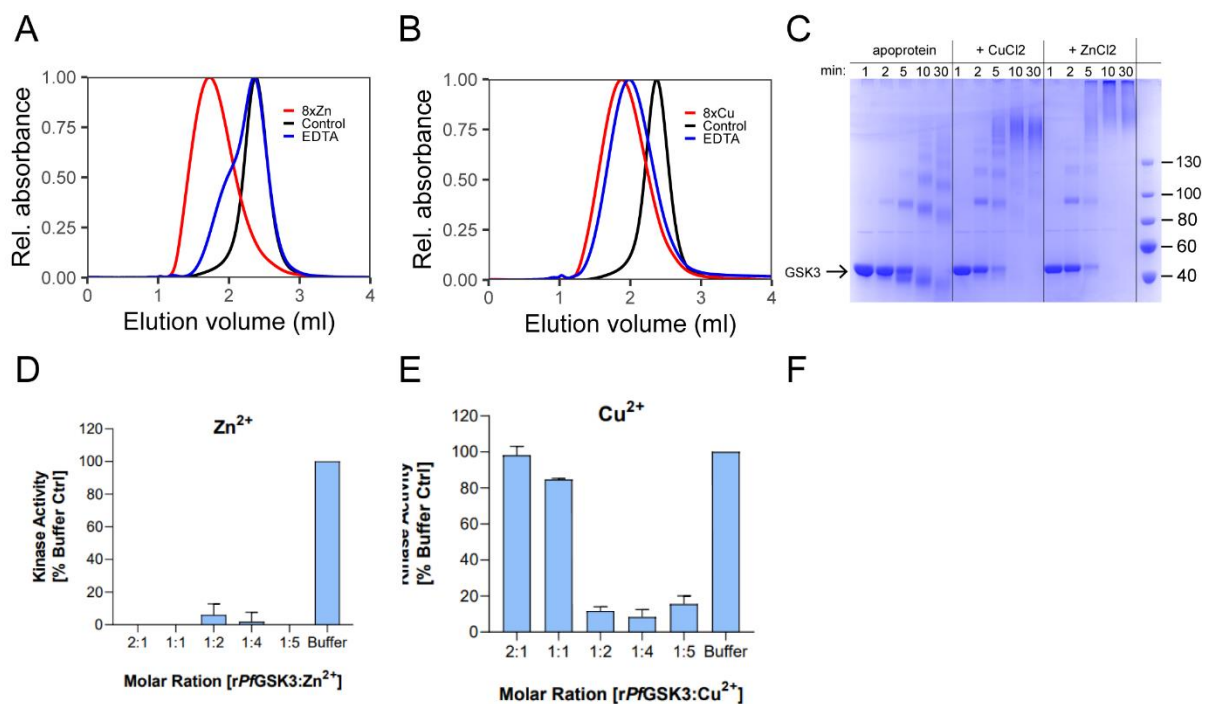 A
Rel. absorbance
1.00
0.75
0.50
0.25
0.00
8xZn
Control
EDTA
0 1 2 3 4
Elution volume (ml)
B
Rel. absorbance
1.00
0.75
0.50
0.25
0.00
8xCu
Control
EDTA
0 1 2 3 4
Elution volume (ml)
C
apoprotein + CuCl2 + ZnCl2
min: 1 2 5 10 30 1 2 5 10 30 1 2 5 10 30
130
100
80
60
40
GSK3
D
Zn2+
Kinase Activity
[% Buffer Ctrl]
120
100
80
60
40
20
0
2:1 1:1 1:2 1:4 1:5 Buffer
Molar Ration [rPfGSK3:Zn2+]
E
Cu2+
Kinase Activity
[% Buffer Ctrl]
120
100
80
60
40
20
0
2:1 1:1 1:2 1:4 1:5 Buffer
Molar Ration [rPfGSK3:Cu2+]
F